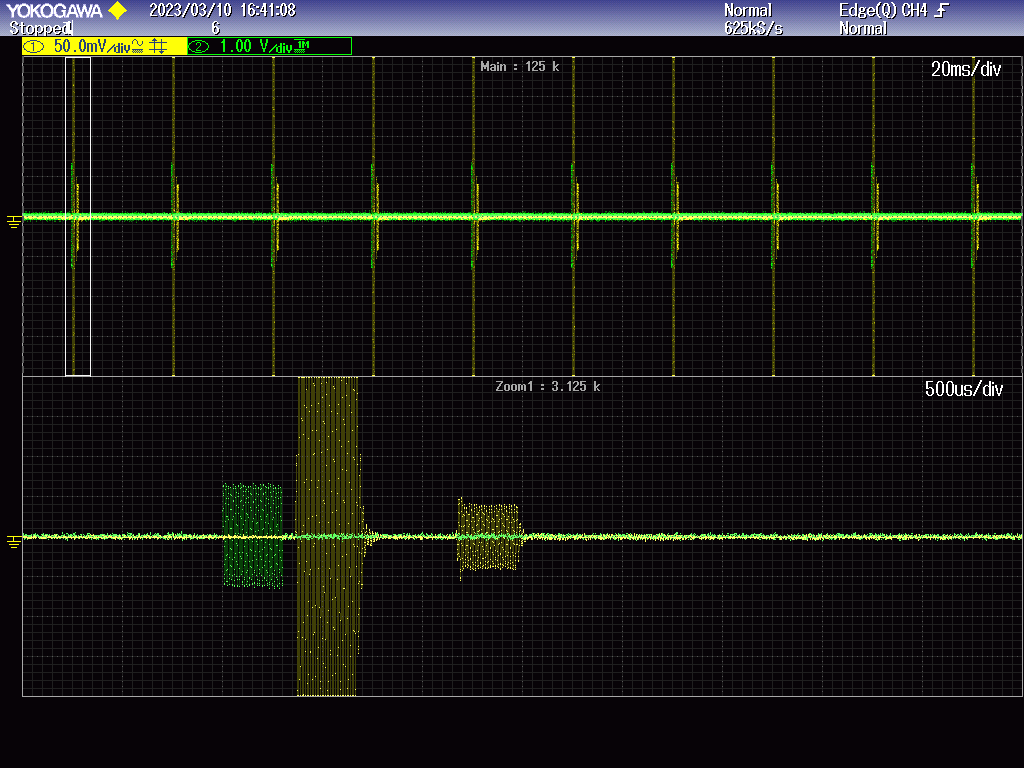 YOKOGAWA 2023/03/10 16:41:08 Normal Edge(Q) CH4
Stopped 6 625kS/s Normal
1 50.0mV/div 2 1.00 V/div 1M
Main : 125 k 20ms/div
Zoom1 : 3.125 k 500us/div